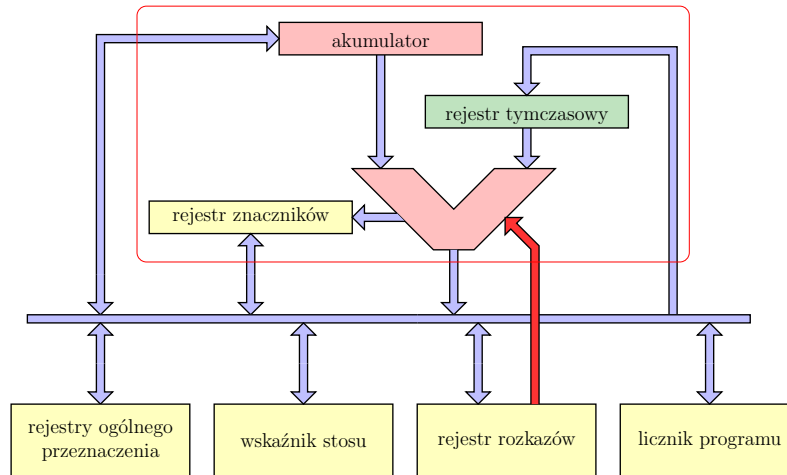 akumulator
rejestr tymczasowy
rejestr znaczników
rejestry ogólnego
przeznaczenia
wskaźnik stosu
rejestr rozkazów
licznik programu